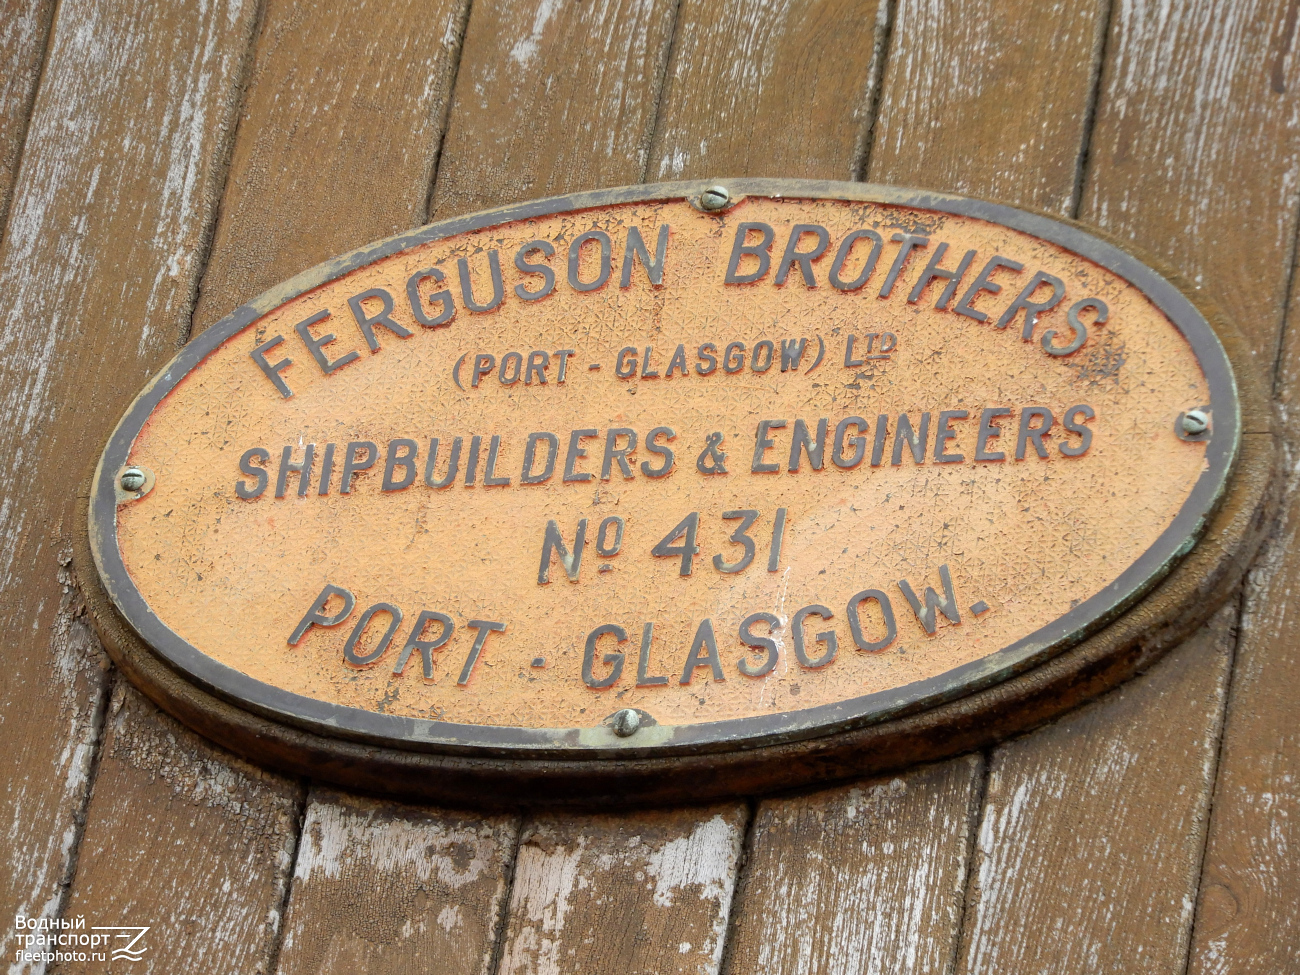 FERGUSON BROTHERS
(PORT-GLASGOW) LTD
SHIPBUILDERS & ENGINEERS
No 431
PORT-GLASGOW.
Водный
транспорт
fleetphoto.ru